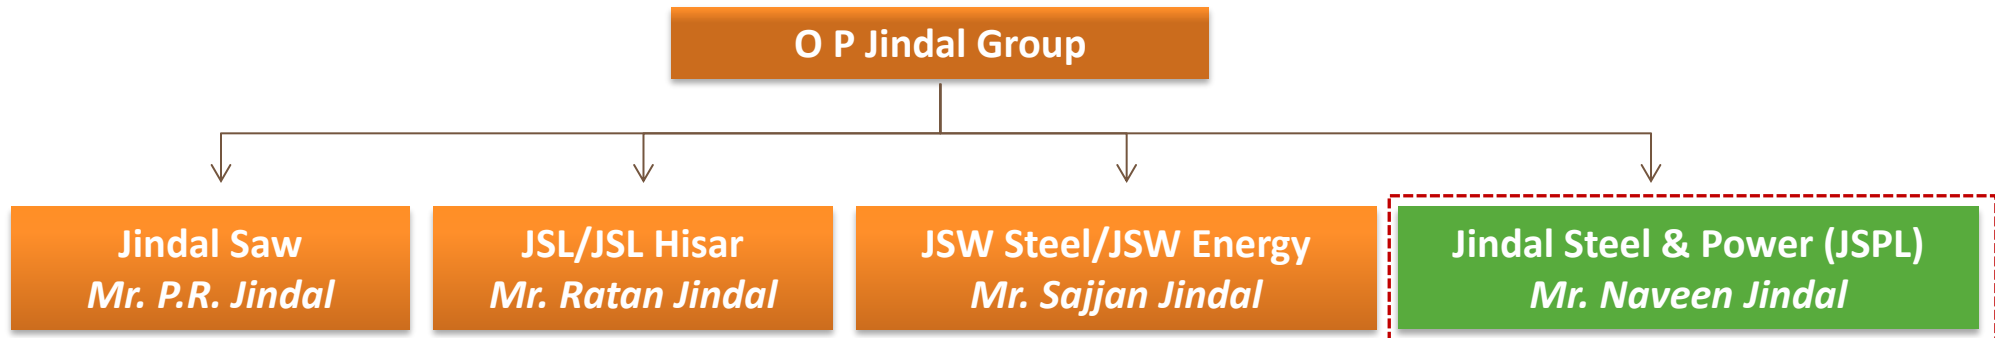 O P Jindal Group
Jindal Saw
Mr. P.R. Jindal
JSL/JSL Hisar
Mr. Ratan Jindal
JSW Steel/JSW Energy
Mr. Sajjan Jindal
Jindal Steel & Power (JSPL)
Mr. Naveen Jindal